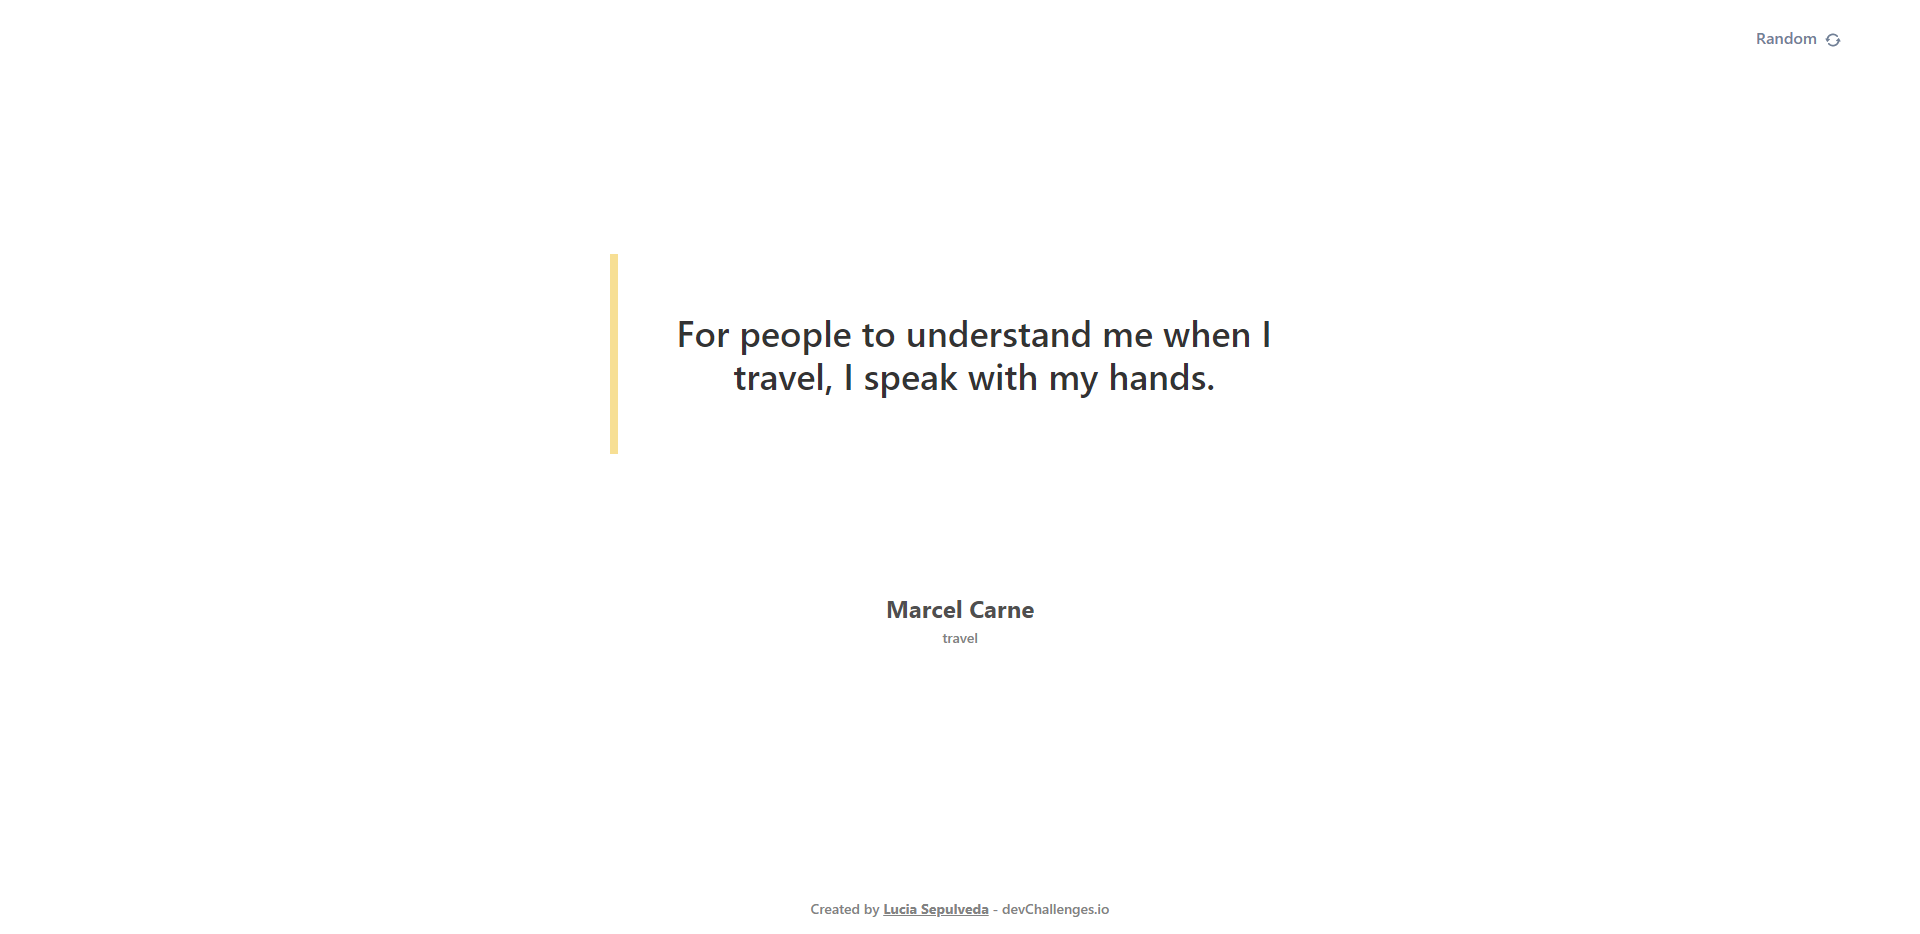 Random
For people to understand me when I
travel, I speak with my hands.
Marcel Carne
travel
Created by Lucia Sepulveda - devChallenges.io